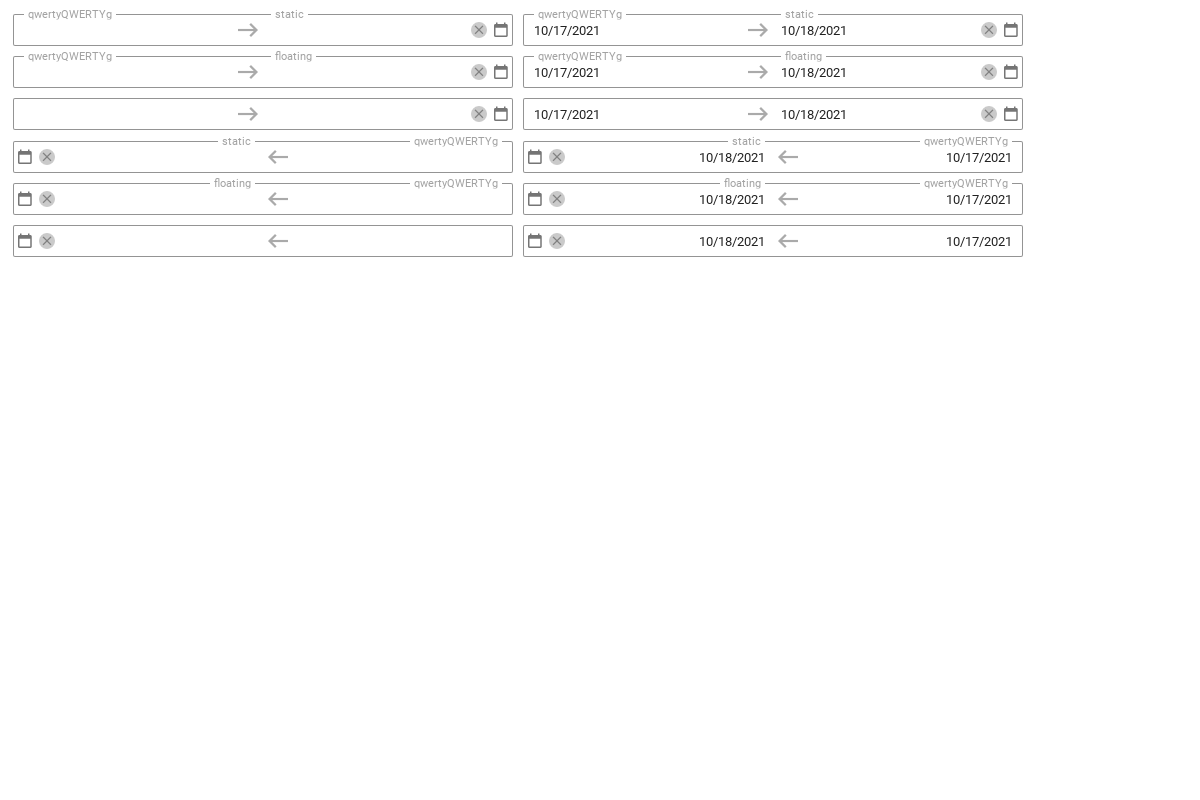 qwertyQWERTYg static qwertyQWERTYg static
10/17/2021 10/18/2021
qwertyQWERTYg floating qwertyQWERTYg floating
10/17/2021 10/18/2021
10/17/2021 10/18/2021
static qwertyQWERTYg static qwertyQWERTYg
10/18/2021 10/17/2021
floating qwertyQWERTYg floating qwertyQWERTYg
10/18/2021 10/17/2021
10/18/2021 10/17/2021